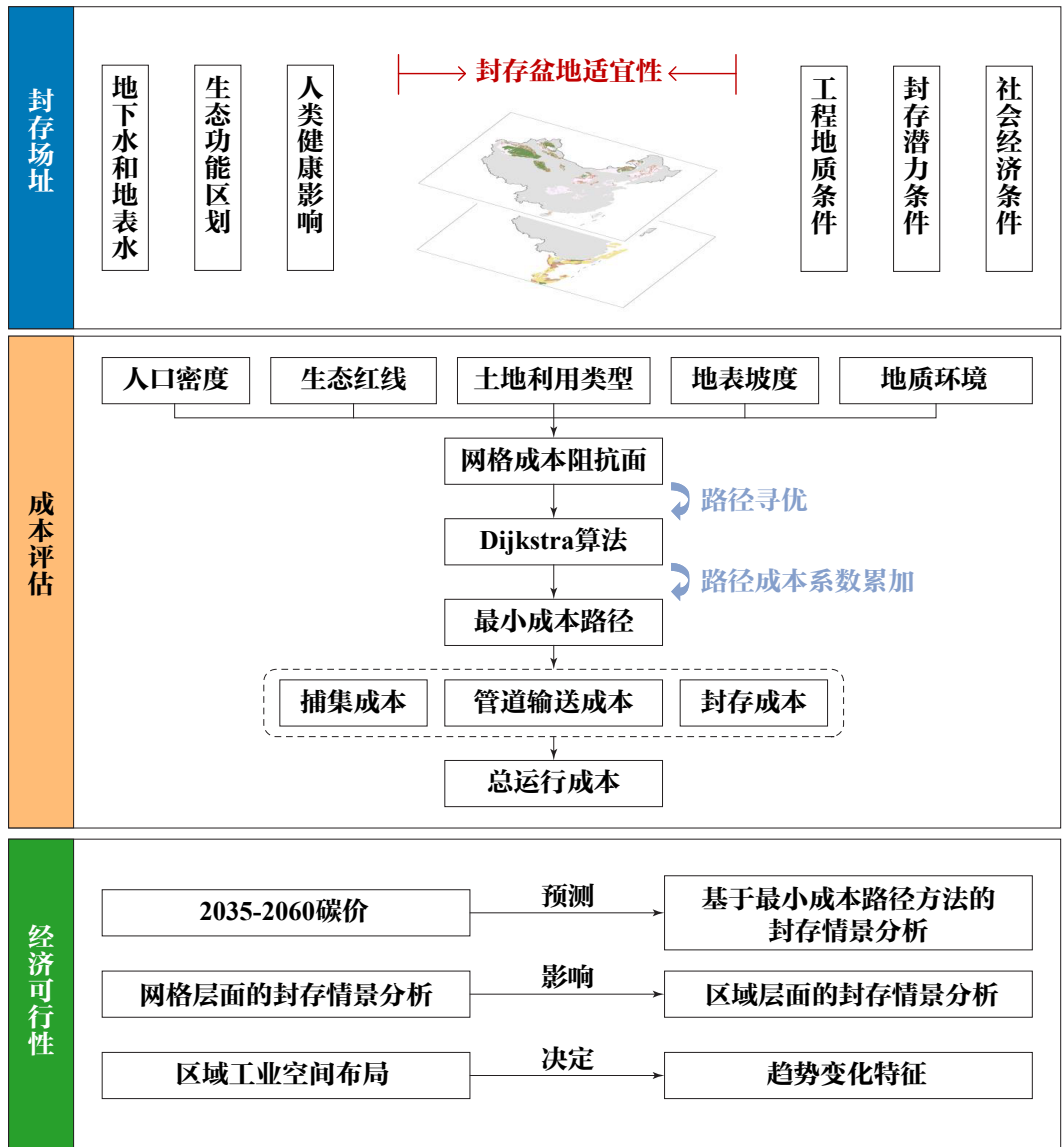 封存场址
地下水和地表水
生态功能区划
人类健康影响
封存盆地适宜性
工程地质条件
封存潜力条件
社会经济条件
成本评估
人口密度
生态红线
土地利用类型
地表坡度
地质环境
网格成本阻抗面
路径寻优
Dijkstra算法
路径成本系数累加
最小成本路径
捕集成本
管道输送成本
封存成本
总运行成本
经济可行性
2035-2060碳价
预测
基于最小成本路径方法的
封存情景分析
网格层面的封存情景分析
影响
区域层面的封存情景分析
区域工业空间布局
决定
趋势变化特征